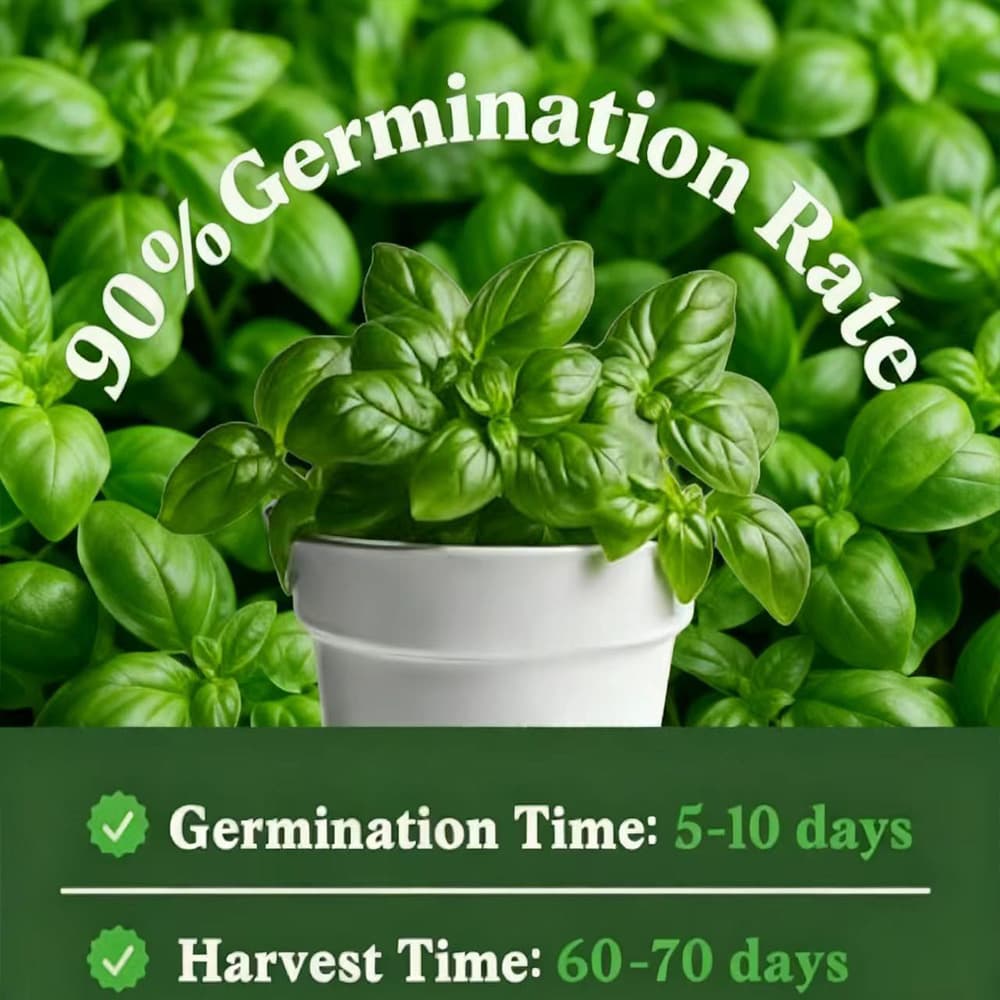 90% Germination Rate
Germination Time: 5-10 days
Harvest Time: 60-70 days